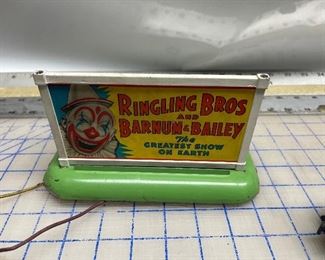 RINGLING BROS
AND
BARNUM & BAILEY
The
GREATEST SHOW
ON EARTH